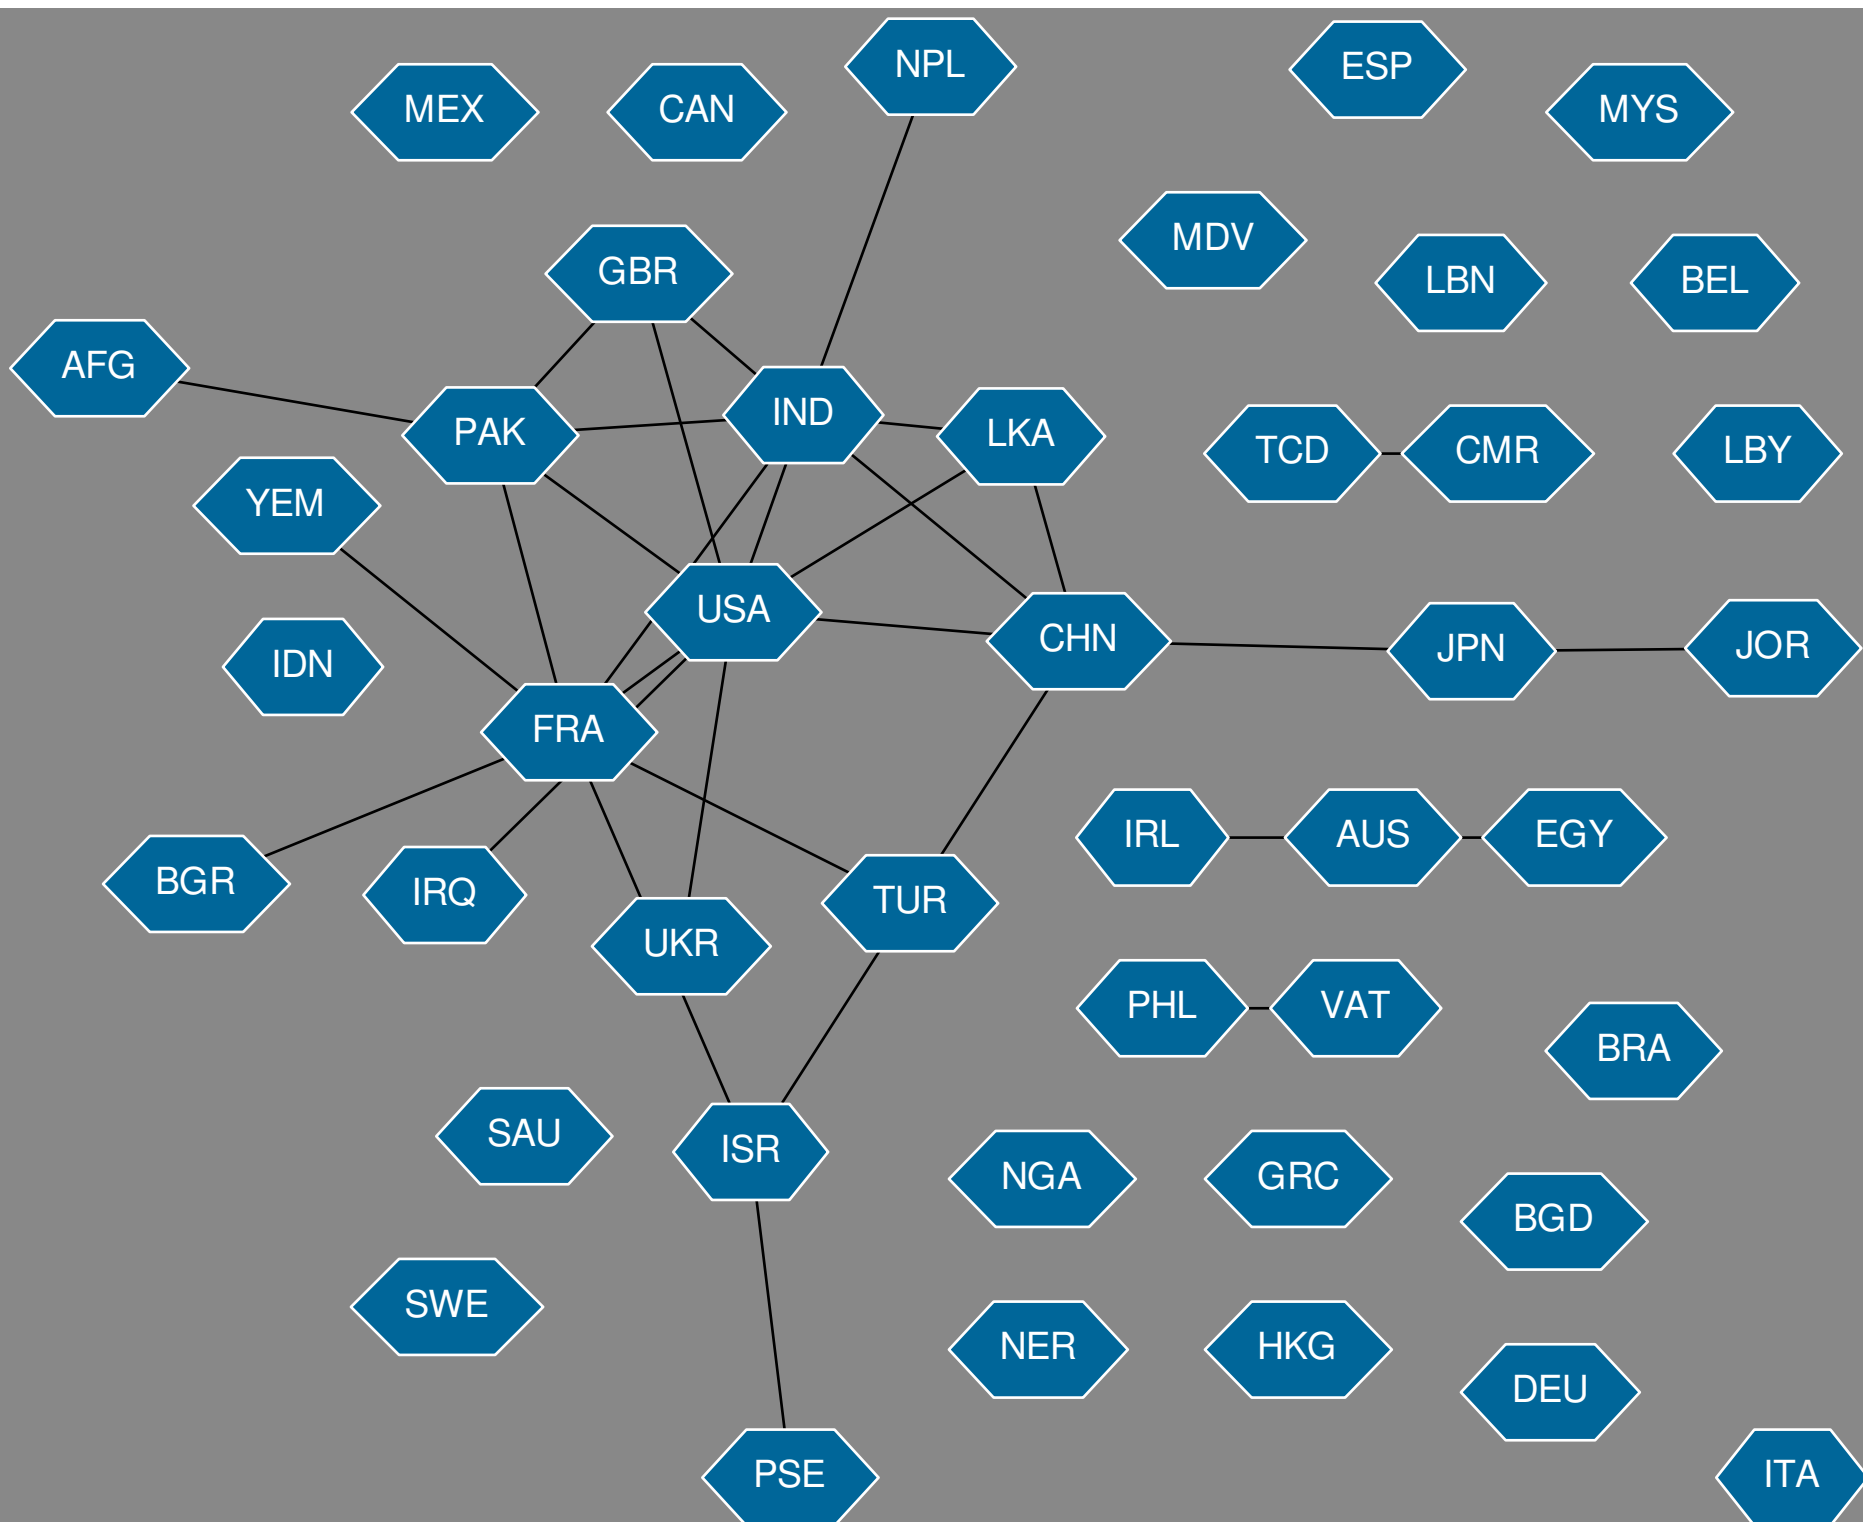 NPL
ESP
MEX
CAN
MYS
MDV
GBR
LBN
BEL
AFG
IND
PAK
LKA
TCD
CMR
LBY
YEM
USA
CHN
JPN
JOR
IDN
FRA
IRL
AUS
EGY
BGR
IRQ
TUR
UKR
PHL
VAT
BRA
SAU
ISR
NGA
GRC
BGD
SWE
NER
HKG
DEU
PSE
ITA